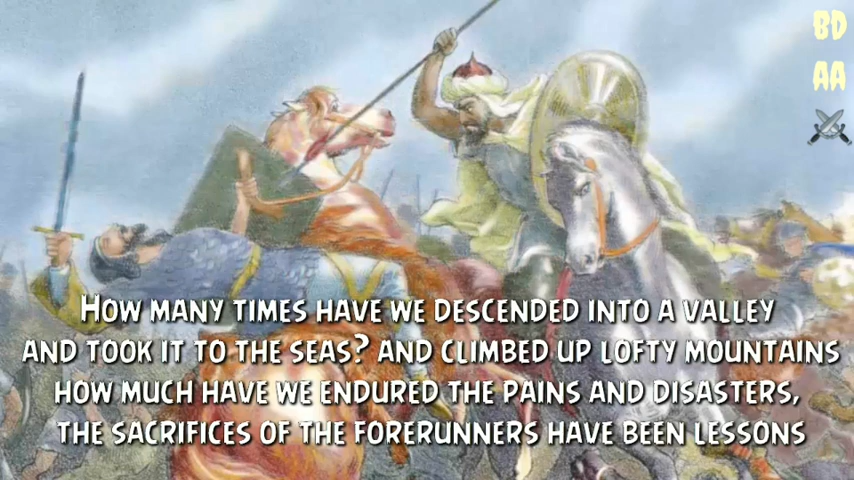 BD
AA
How many times have we descended into a valley
and took it to the seas? and climbed up lofty mountains
how much have we endured the pains and disasters,
the sacrifices of the forerunners have been lessons